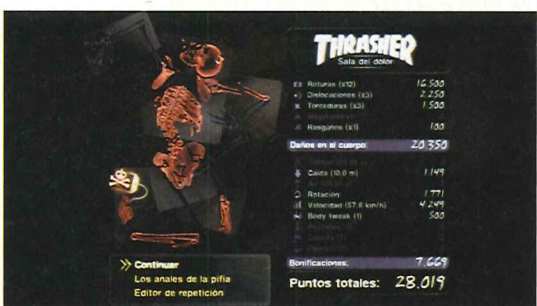 THRASHER
Sala del dolor
Roturas (x12) 16.500
Dislocaciones (x3) 2.250
Torceduras (x3) 1.500
Rasguños (x1) 100
Daños en el cuerpo: 20 350
Caída (10,0 m) 1.149
Rotación 1.771
Velocidad (57,6 km/h) 4.249
Body tweak (1) 500
Bonificaciones: 7.669
Puntos totales: 28.019
Continuar
Los anales de la pifia
Editor de repetición